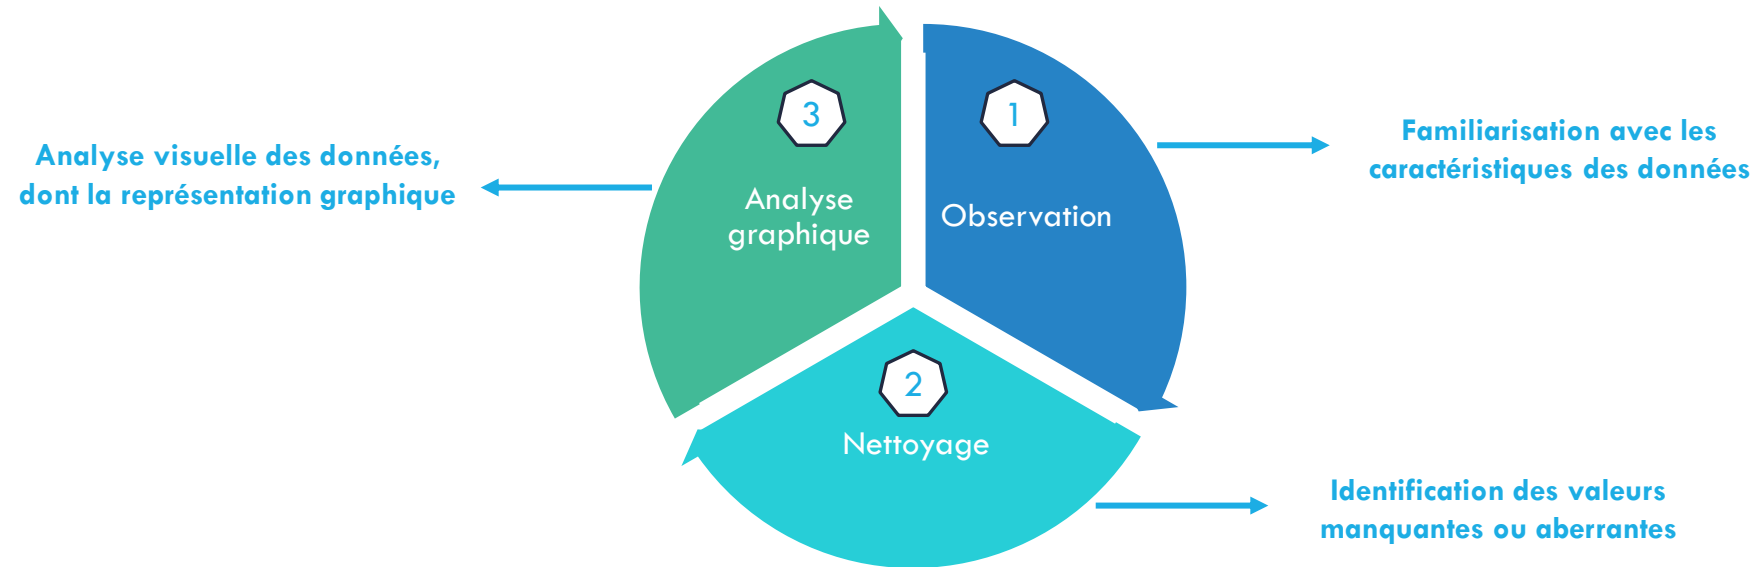 1
Observation
Familiarisation avec les
caractéristiques des données
2
Nettoyage
Identification des valeurs
manquantes ou aberrantes
3
Analyse
graphique
Analyse visuelle des données,
dont la représentation graphique